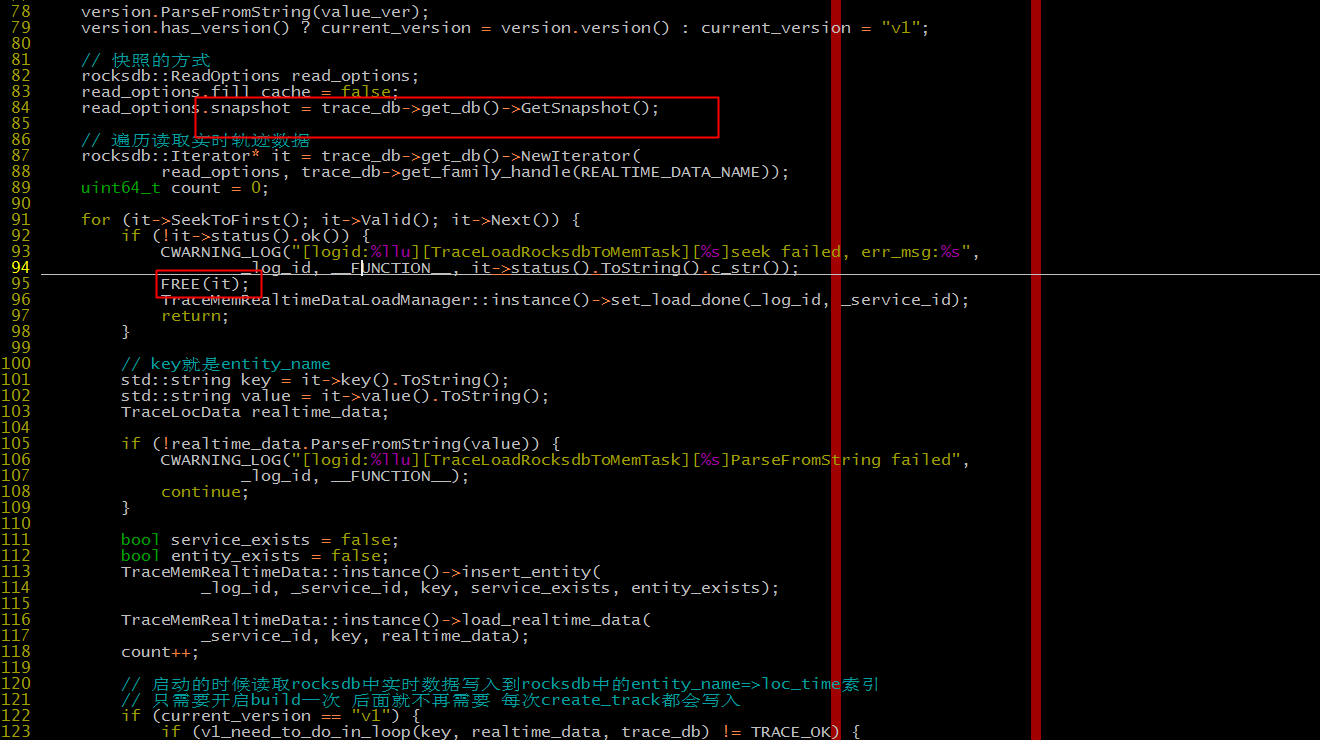 78 version.ParseFromString(value_ver);
79 version.has_version() ? current_version = version.version() : current_version = "v1";
80
81 // 快照的方式
82 rocksdb::ReadOptions read_options;
83 read_options.fill_cache = false;
84 read_options.snapshot = trace_db->get_db()->GetSnapshot();
85
86 // 遍历读取实时轨迹数据
87 rocksdb::Iterator* it = trace_db->get_db()->NewIterator(
88 read_options, trace_db->get_family_handle(REALTIME_DATA_NAME));
89 uint64_t count = 0;
90
91 for (it->SeekToFirst(); it->Valid(); it->Next()) {
92 if (!it->status().ok()) {
93 CWARNING_LOG("[logid:%llu][TraceLoadRocksdbToMemTask][%s]seek failed, err_msg:%s",
94 _log_id, __FUNCTION__, it->status().ToString().c_str());
95 FREE(it);
96 TraceMemRealtimeDataLoadManager::instance()->set_load_done(_log_id, _service_id);
97 return;
98 }
99
100 // key就是entity_name
101 std::string key = it->key().ToString();
102 std::string value = it->value().ToString();
103 TraceLocData realtime_data;
104
105 if (!realtime_data.ParseFromString(value)) {
106 CWARNING_LOG("[logid:%llu][TraceLoadRocksdbToMemTask][%s]ParseFromString failed",
107 _log_id, __FUNCTION__);
108 continue;
109 }
110
111 bool service_exists = false;
112 bool entity_exists = false;
113 TraceMemRealtimeData::instance()->insert_entity(
114 _log_id, _service_id, key, service_exists, entity_exists);
115
116 TraceMemRealtimeData::instance()->load_realtime_data(
117 _service_id, key, realtime_data);
118 count++;
119
120 // 启动的时候读取rocksdb中实时数据写入到rocksdb中的entity_name=>loc_time索引
121 // 只需要开启build一次 后面就不再需要 每次create_track都会写入
122 if (current_version == "v1") {
123 if (v1_need_to_do_in_loop(key, realtime_data, trace_db) != TRACE_OK) {